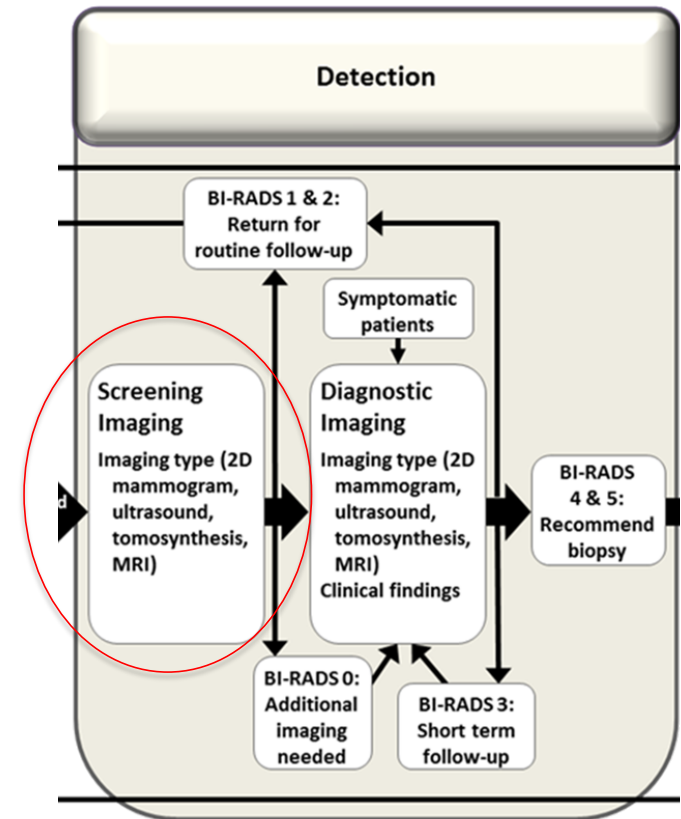 Detection
BI-RADS 1 & 2:
Return for
routine follow-up
Symptomatic
patients
Screening
Imaging
Imaging type (2D
mammogram,
ultrasound,
tomosynthesis,
MRI)
Diagnostic
Imaging
Imaging type (2D
mammogram,
ultrasound,
tomosynthesis,
MRI)
Clinical findings
BI-RADS
4 & 5:
Recommend
biopsy
d
BI-RADS 0:
Additional
imaging
needed
BI-RADS 3:
Short term
follow-up